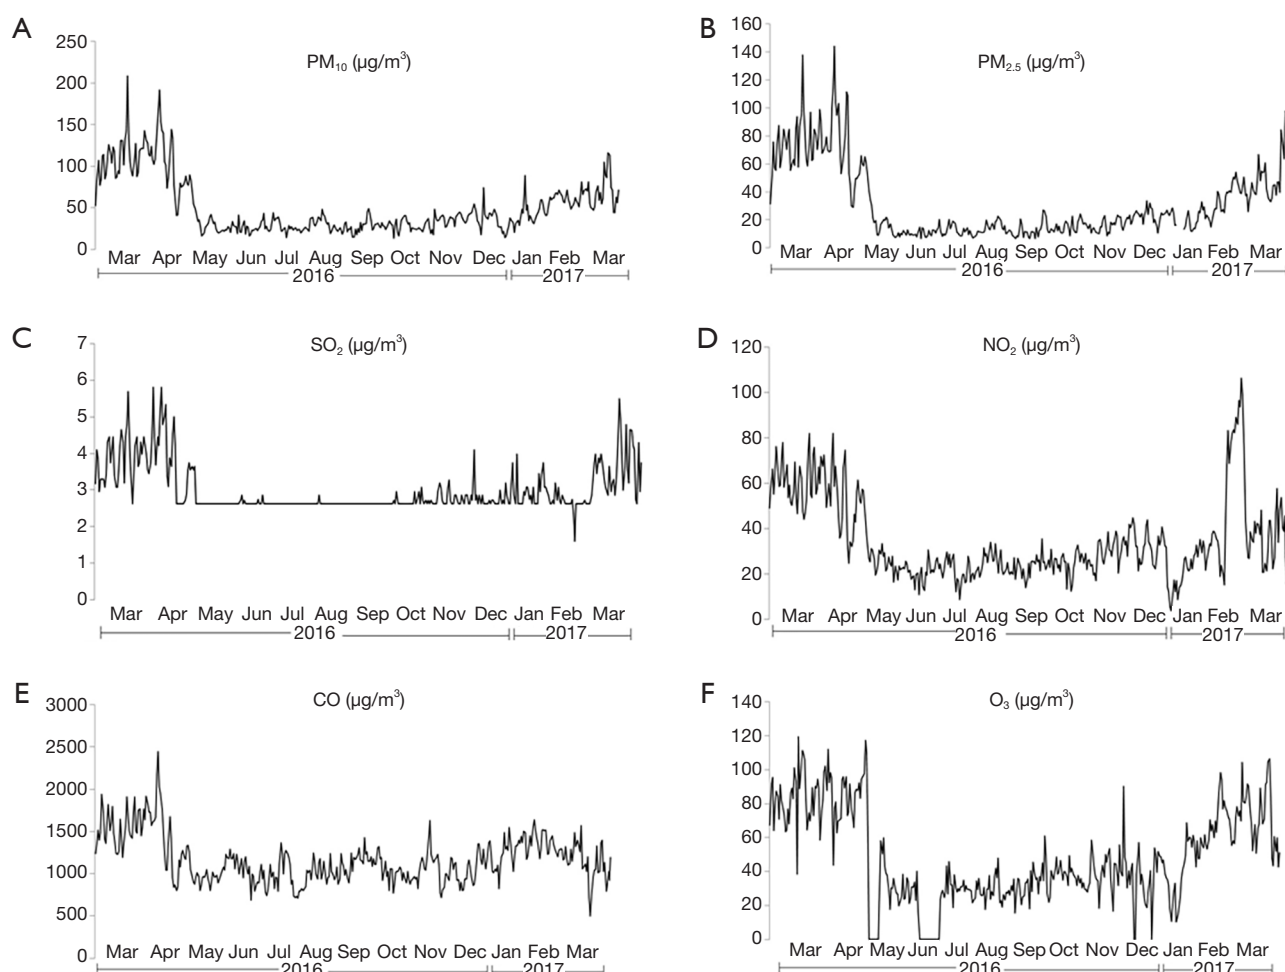 A
PM10 (µg/m³)
250
200
150
100
50
0
Mar Apr May Jun Jul Aug Sep Oct Nov Dec Jan Feb Mar
2016 2017
B
PM2.5 (µg/m³)
160
140
120
100
80
60
40
20
0
Mar Apr May Jun Jul Aug Sep Oct Nov Dec Jan Feb Mar
2016 2017
C
SO2 (µg/m³)
7
6
5
4
3
2
1
0
Mar Apr May Jun Jul Aug Sep Oct Nov Dec Jan Feb Mar
2016 2017
D
NO2 (µg/m³)
120
100
80
60
40
20
0
Mar Apr May Jun Jul Aug Sep Oct Nov Dec Jan Feb Mar
2016 2017
E
CO (µg/m³)
3000
2500
2000
1500
1000
500
0
Mar Apr May Jun Jul Aug Sep Oct Nov Dec Jan Feb Mar
2016 2017
F
O3 (µg/m³)
140
120
100
80
60
40
20
0
Mar Apr May Jun Jul Aug Sep Oct Nov Dec Jan Feb Mar
2016 2017